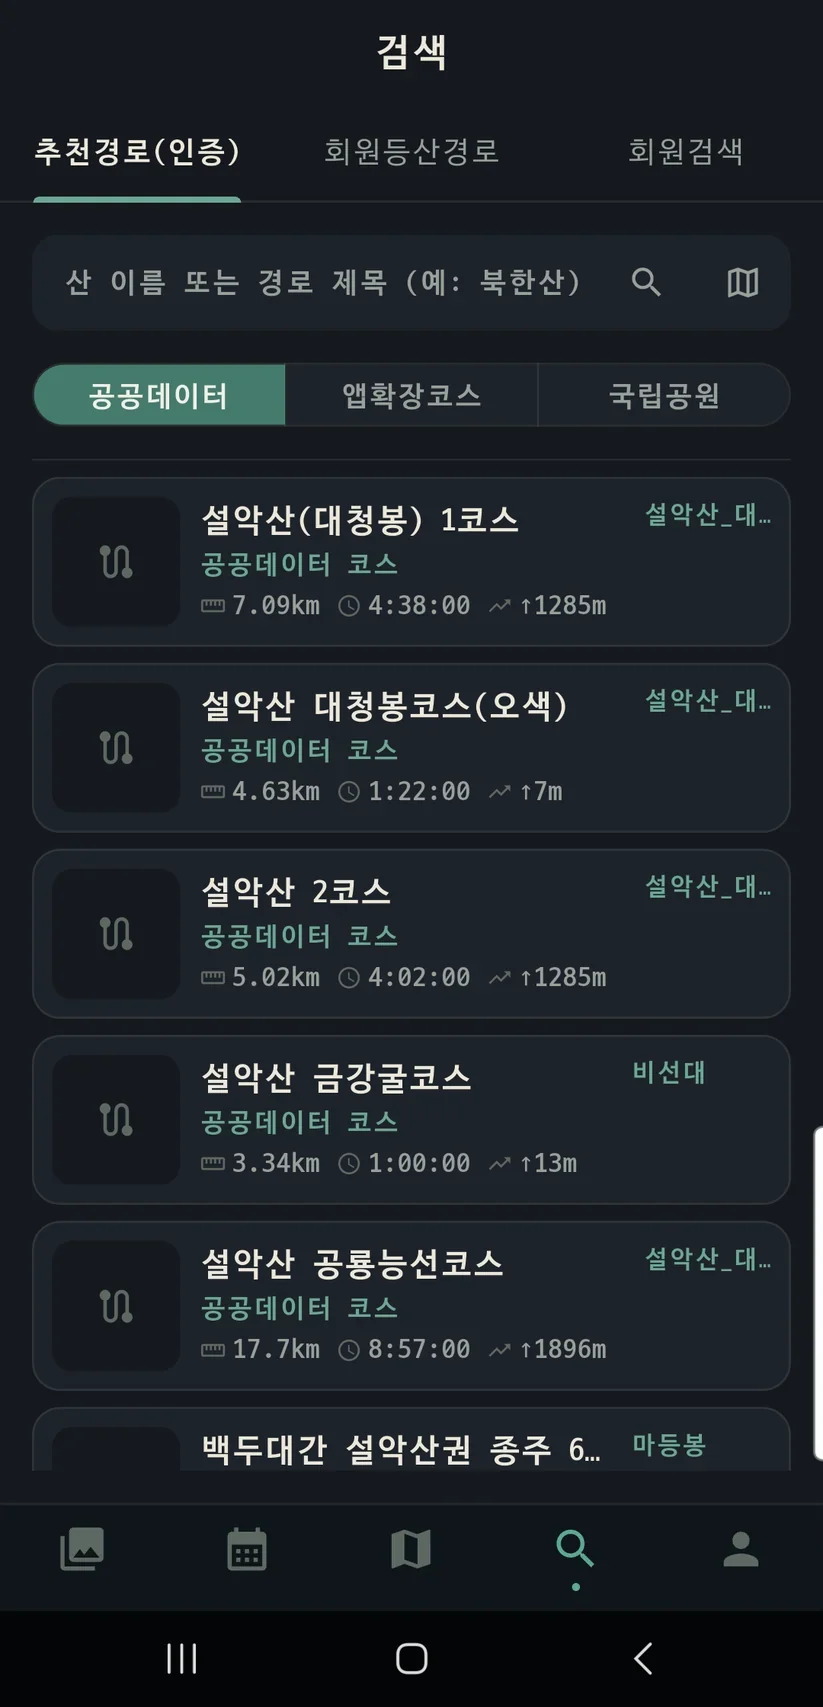 검색
추천경로(인증) 회원등산경로 회원검색
산 이름 또는 경로 제목 (예: 북한산)
공공데이터 앱확장코스 국립공원
설악산(대청봉) 1코스 설악산_대…
공공데이터 코스
7.09km 4:38:00 ↑1285m
설악산 대청봉코스(오색) 설악산_대…
공공데이터 코스
4.63km 1:22:00 ↑7m
설악산 2코스 설악산_대…
공공데이터 코스
5.02km 4:02:00 ↑1285m
설악산 금강굴코스 비선대
공공데이터 코스
3.34km 1:00:00 ↑13m
설악산 공룡능선코스 설악산_대…
공공데이터 코스
17.7km 8:57:00 ↑1896m
백두대간 설악산권 종주 6… 마등봉